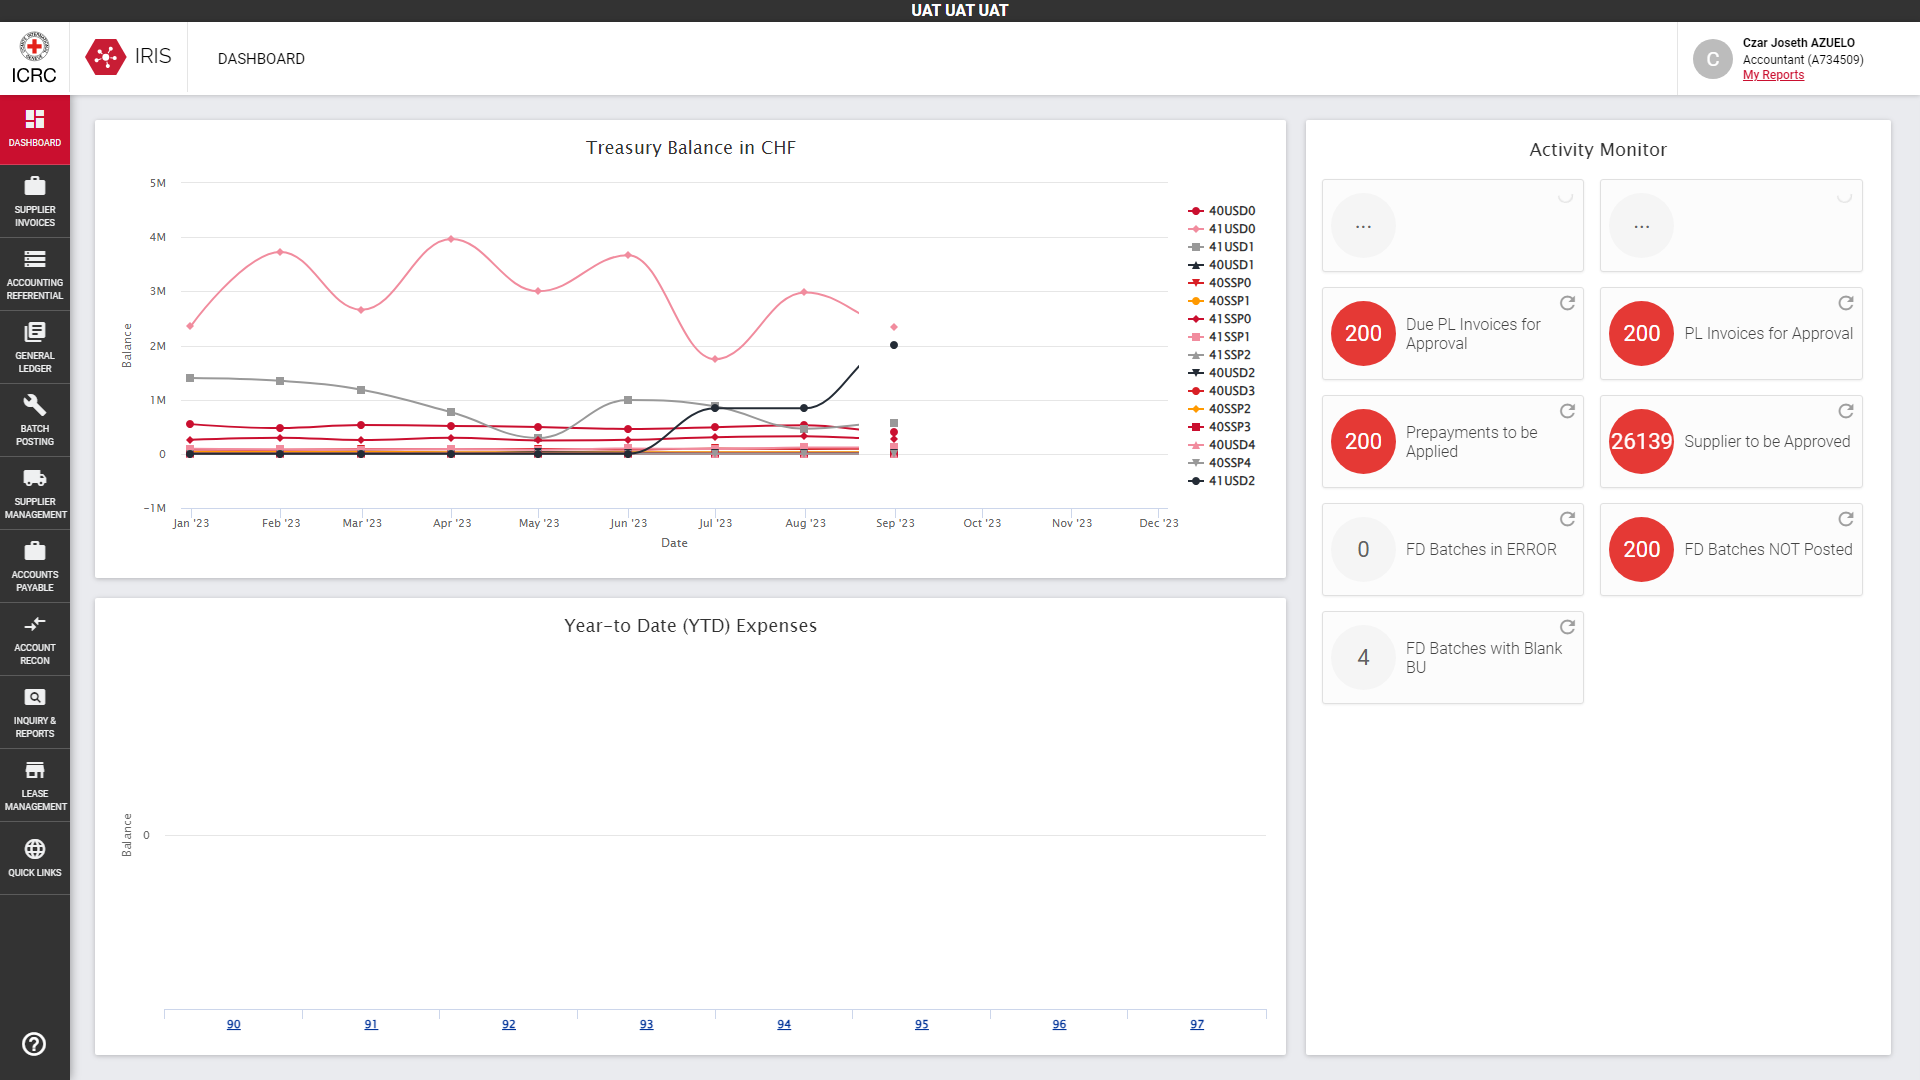 UAT UAT UAT
ICRC
IRIS
DASHBOARD
C
Czar Joseth AZUELO
Accountant (A734509)
My Reports
DASHBOARD
SUPPLIER
INVOICES
ACCOUNTING
REFERENTIAL
GENERAL
LEDGER
BATCH
POSTING
SUPPLIER
MANAGEMENT
ACCOUNTS
PAYABLE
ACCOUNT
RECON
INQUIRY &
REPORTS
LEASE
MANAGEMENT
QUICK LINKS
Treasury Balance in CHF
Balance
5M
4M
3M
2M
1M
0
-1M
Jan '23
Feb '23
Mar '23
Apr '23
May '23
Jun '23
Jul '23
Aug '23
Sep '23
Oct '23
Nov '23
Dec '23
Date
40USD0
41USD0
41USD1
40USD1
40SSP0
40SSP1
41SSP0
41SSP1
41SSP2
40USD2
40USD3
40SSP2
40SSP3
40USD4
40SSP4
41USD2
Year-to Date (YTD) Expenses
Balance
0
90
91
92
93
94
95
96
97
Activity Monitor
...
...
200
Due PL Invoices for
Approval
200
PL Invoices for Approval
200
Prepayments to be
Applied
26139
Supplier to be Approved
0
FD Batches in ERROR
200
FD Batches NOT Posted
4
FD Batches with Blank
BU